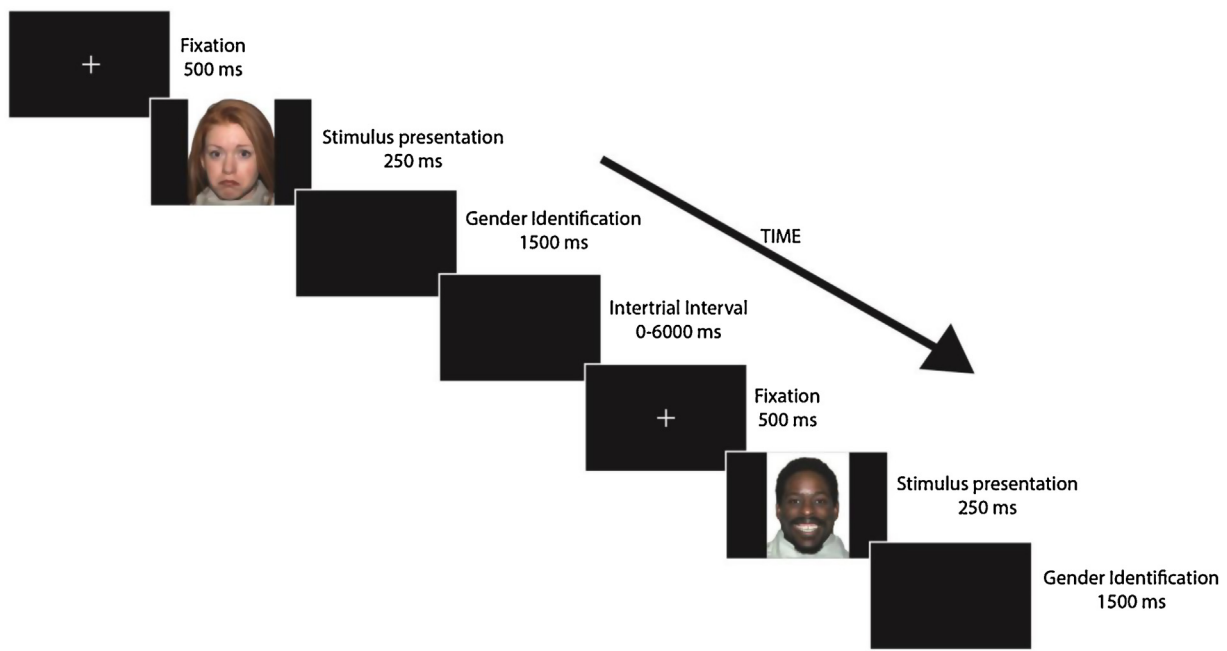 Fixation
500 ms
Stimulus presentation
250 ms
Gender Identification
1500 ms
TIME
Intertrial Interval
0-6000 ms
Fixation
500 ms
Stimulus presentation
250 ms
Gender Identification
1500 ms